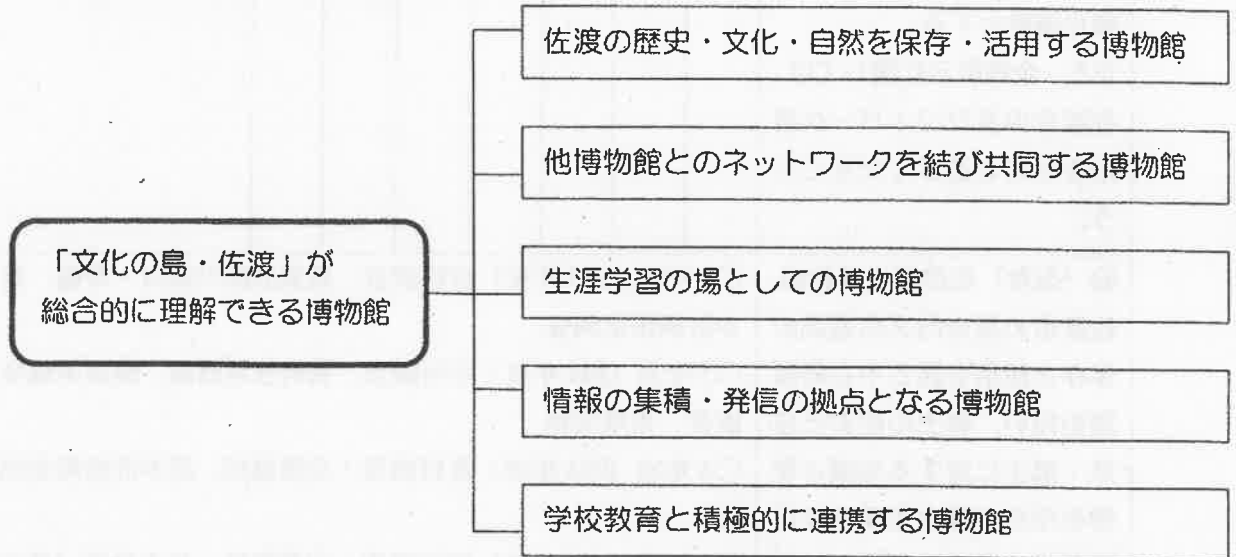 佐渡の歴史・文化・自然を保存・活用する博物館
他博物館とのネットワークを結び共同する博物館
「文化の島・佐渡」が
総合的に理解できる博物館
生涯学習の場としての博物館
情報の集積・発信の拠点となる博物館
学校教育と積極的に連携する博物館